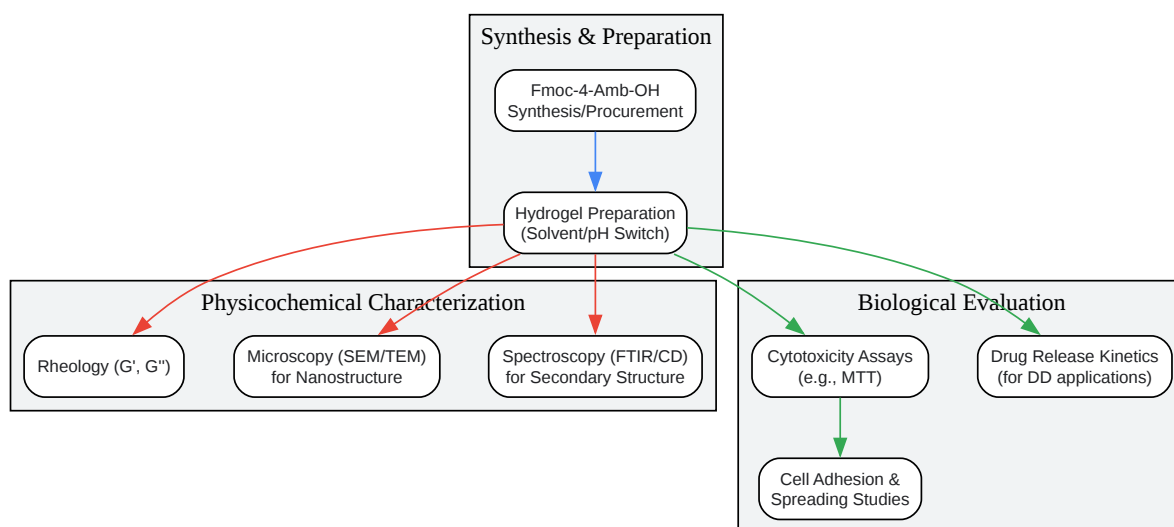 Synthesis & Preparation
Fmoc-4-Amb-OH
Synthesis/Procurement
Hydrogel Preparation
(Solvent/pH Switch)
Physicochemical Characterization
Rheology (G', G'')
Microscopy (SEM/TEM)
for Nanostructure
Spectroscopy (FTIR/CD)
for Secondary Structure
Biological Evaluation
Cytotoxicity Assays
(e.g., MTT)
Drug Release Kinetics
(for DD applications)
Cell Adhesion &
Spreading Studies